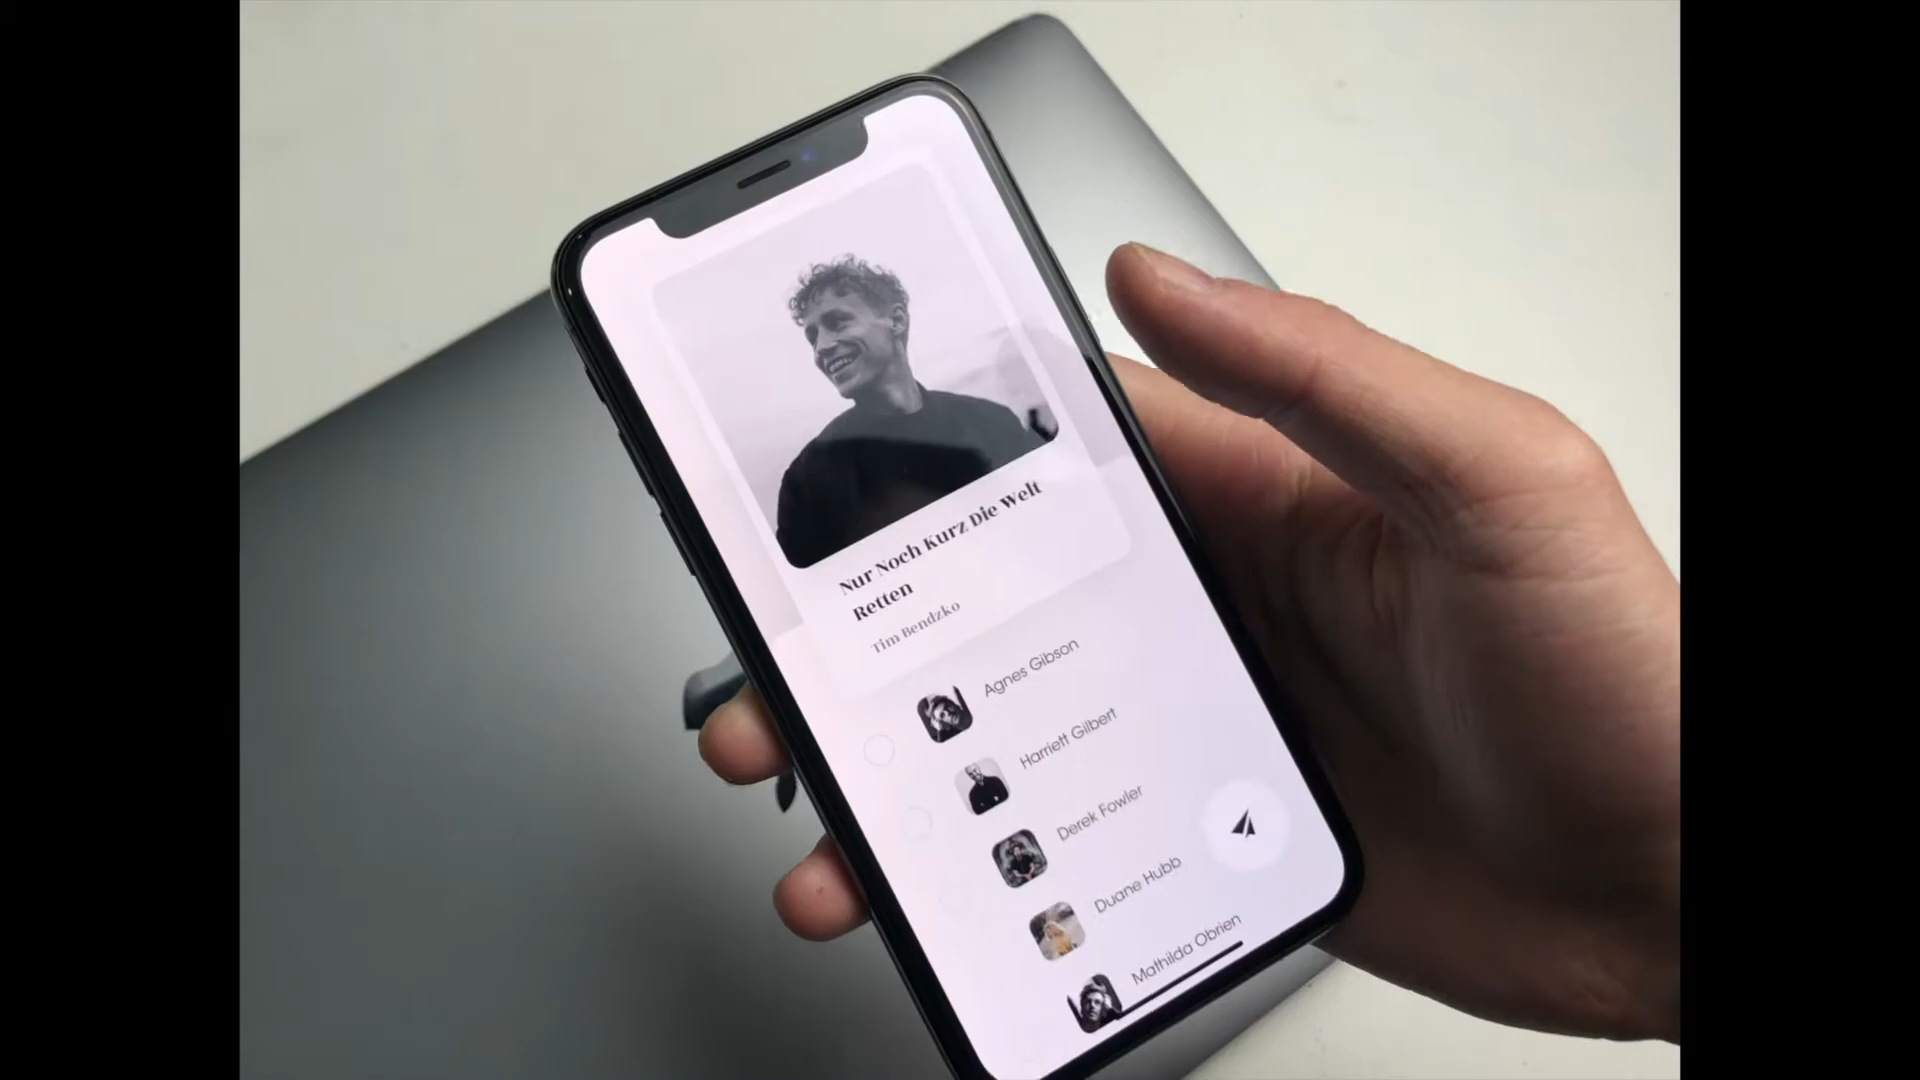 Nur Noch Kurz Die Welt
Retten
Tim Bendzko
Agnes Gibson
Harriett Gilbert
Derek Fowler
Duane Hubb
Mathilda Obrien